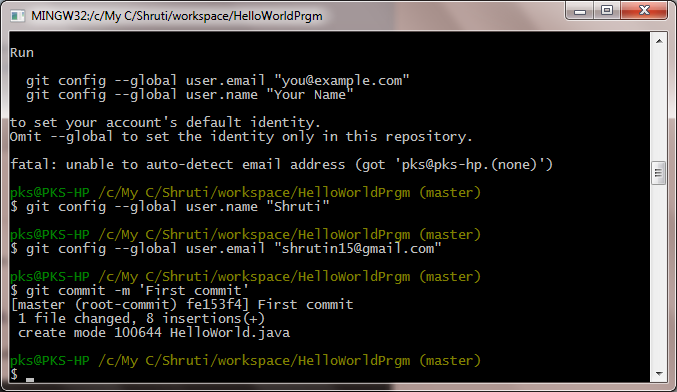 MINGW32:/c/My C/Shruti/workspace/HelloWorldPrgm
Run
git config --global user.email "you@example.com"
git config --global user.name "Your Name"
to set your account's default identity.
Omit --global to set the identity only in this repository.
fatal: unable to auto-detect email address (got 'pks@pks-hp.(none)')
pks@PKS-HP /c/My C/Shruti/workspace/HelloWorldPrgm (master)
$ git config --global user.name "Shruti"
pks@PKS-HP /c/My C/Shruti/workspace/HelloWorldPrgm (master)
$ git config --global user.email "shrutin15@gmail.com"
pks@PKS-HP /c/My C/Shruti/workspace/HelloWorldPrgm (master)
$ git commit -m 'First commit'
[master (root-commit) fe153f4] First commit
1 file changed, 8 insertions(+)
create mode 100644 HelloWorld.java
pks@PKS-HP /c/My C/Shruti/workspace/HelloWorldPrgm (master)
$